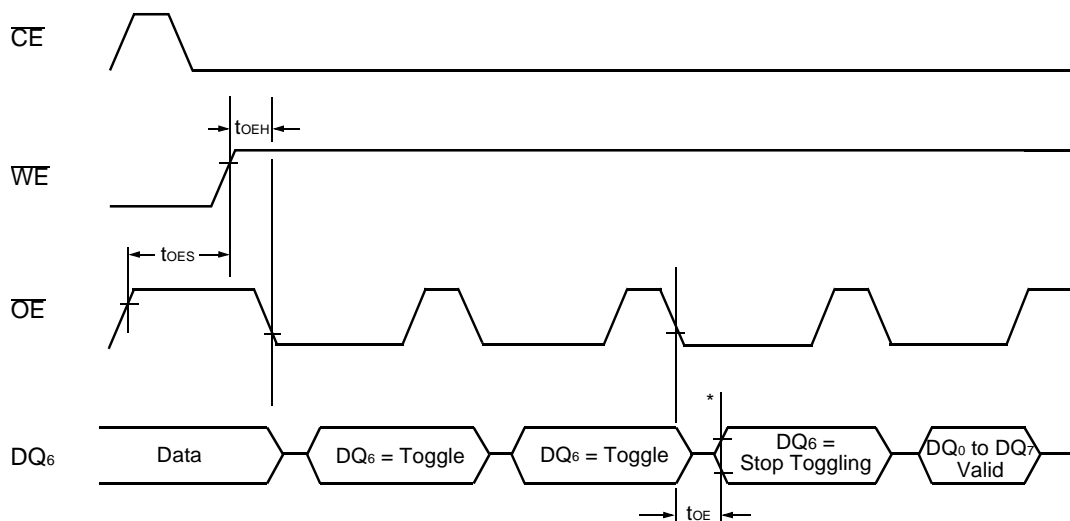 CE
tOEH
WE
tOES
OE
*
DQ6
Data
DQ6 = Toggle
DQ6 = Toggle
DQ6 =
Stop Toggling
DQ0 to DQ7
Valid
tOE